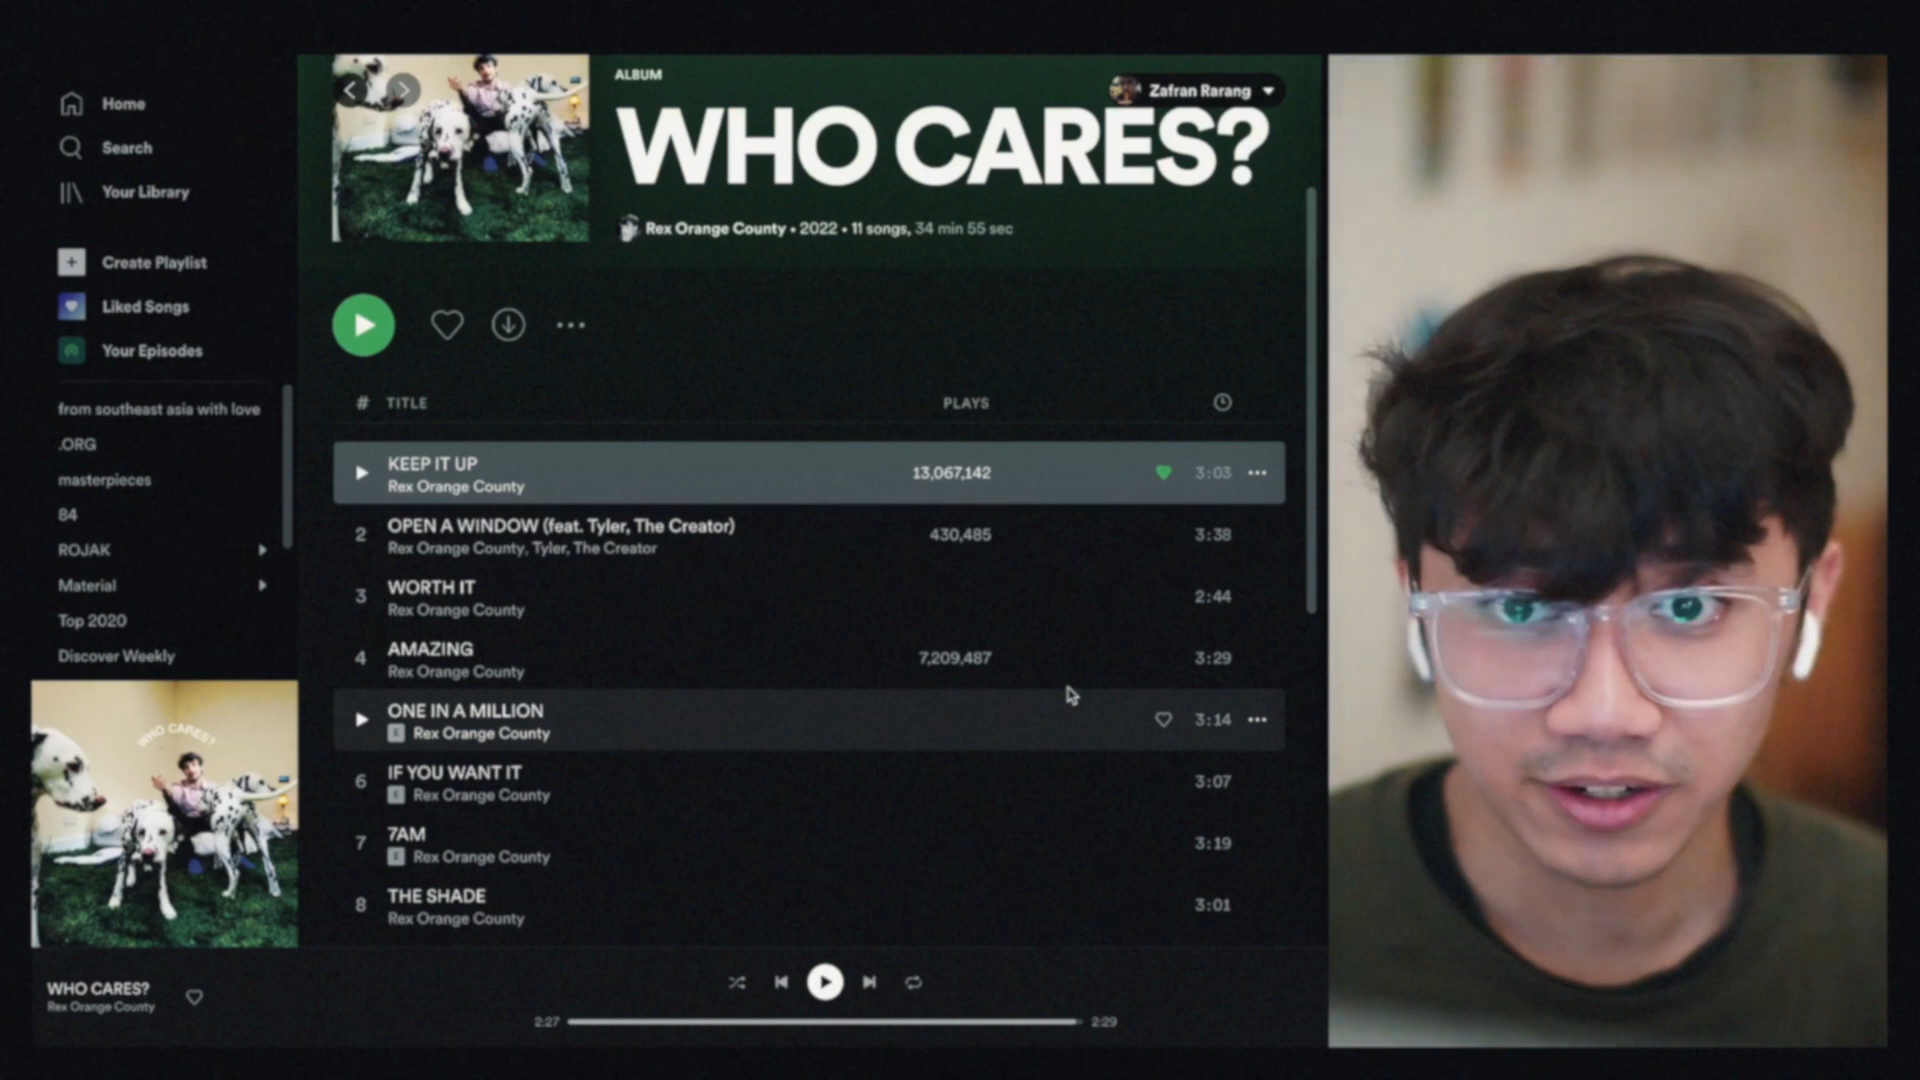 Home
Search
Your Library
Create Playlist
Liked Songs
Your Episodes
from southeast asia with love
.ORG
masterpieces
84
ROJAK
Material
Top 2020
Discover Weekly
WHO CARES?
WHO CARES?
Rex Orange County
ALBUM
Zafran Rarang
WHO CARES?
Rex Orange County • 2022 • 11 songs, 34 min 55 sec
# TITLE PLAYS
KEEP IT UP 13,067,142 3:03
Rex Orange County
2 OPEN A WINDOW (feat. Tyler, The Creator) 430,485 3:38
Rex Orange County, Tyler, The Creator
3 WORTH IT 2:44
Rex Orange County
4 AMAZING 7,209,487 3:29
Rex Orange County
ONE IN A MILLION 3:14
E Rex Orange County
6 IF YOU WANT IT 3:07
E Rex Orange County
7 7AM 3:19
E Rex Orange County
8 THE SHADE 3:01
Rex Orange County
2:27 2:29